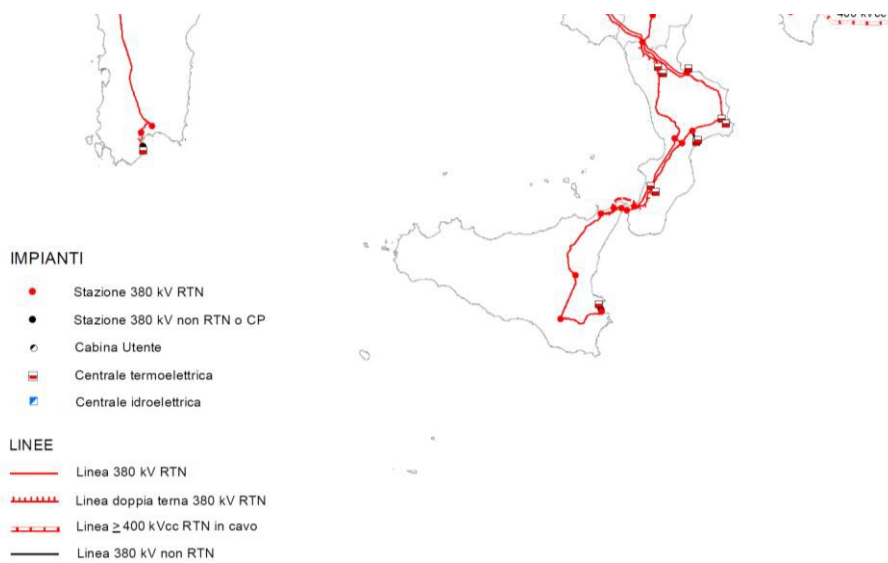 400 kVcc
IMPIANTI
Stazione 380 kV RTN
Stazione 380 kV non RTN o CP
Cabina Utente
Centrale termoelettrica
Centrale idroelettrica
LINEE
Linea 380 kV RTN
Linea doppia terna 380 kV RTN
Linea ≥ 400 kVcc RTN in cavo
Linea 380 kV non RTN